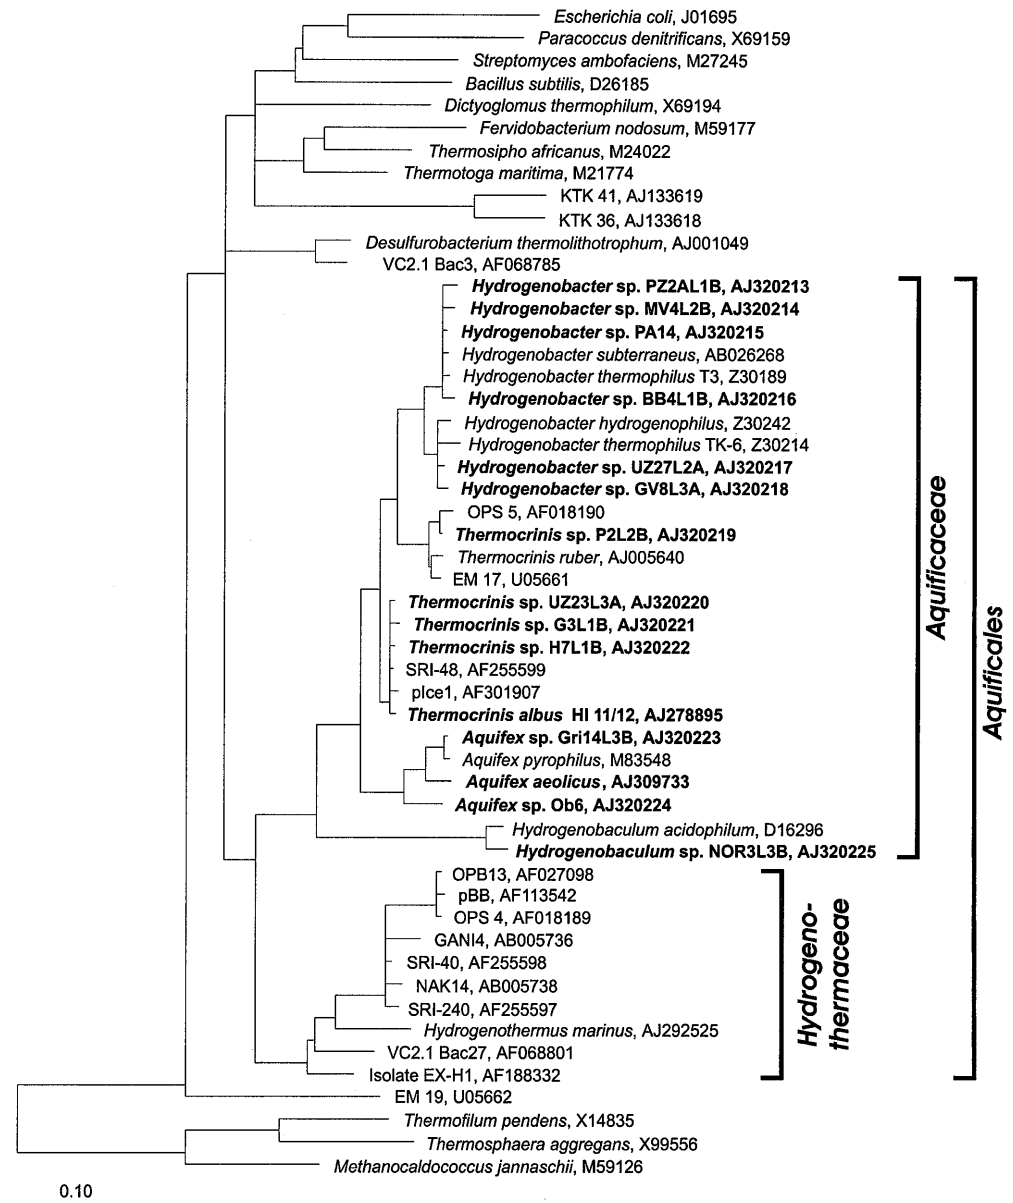 Escherichia coli, J01695
Paracoccus denitrificans, X69159
Streptomyces ambofaciens, M27245
Bacillus subtilis, D26185
Dictyoglomus thermophilum, X69194
Fervidobacterium nodosum, M59177
Thermosipho africanus, M24022
Thermotoga maritima, M21774
KTK 41, AJ133619
KTK 36, AJ133618
Desulfurobacterium thermolithotrophum, AJ001049
VC2.1 Bac3, AF068785
Hydrogenobacter sp. PZ2AL1B, AJ320213
Hydrogenobacter sp. MV4L2B, AJ320214
Hydrogenobacter sp. PA14, AJ320215
Hydrogenobacter subterraneus, AB026268
Hydrogenobacter thermophilus T3, Z30189
Hydrogenobacter sp. BB4L1B, AJ320216
Hydrogenobacter hydrogenophilus, Z30242
Hydrogenobacter thermophilus TK-6, Z30214
Hydrogenobacter sp. UZ27L2A, AJ320217
Hydrogenobacter sp. GV8L3A, AJ320218
OPS 5, AF018190
Thermocrinis sp. P2L2B, AJ320219
Thermocrinis ruber, AJ005640
EM 17, U05661
Thermocrinis sp. UZ23L3A, AJ320220
Thermocrinis sp. G3L1B, AJ320221
Thermocrinis sp. H7L1B, AJ320222
SRI-48, AF255599
pIce1, AF301907
Thermocrinis albus HI 11/12, AJ278895
Aquifex sp. Gri14L3B, AJ320223
Aquifex pyrophilus, M83548
Aquifex aeolicus, AJ309733
Aquifex sp. Ob6, AJ320224
Hydrogenobaculum acidophilum, D16296
Hydrogenobaculum sp. NOR3L3B, AJ320225
OPB13, AF027098
pBB, AF113542
OPS 4, AF018189
GANI4, AB005736
SRI-40, AF255598
NAK14, AB005738
SRI-240, AF255597
Hydrogenothermus marinus, AJ292525
VC2.1 Bac27, AF068801
Isolate EX-H1, AF188332
EM 19, U05662
Thermofilum pendens, X14835
Thermosphaera aggregans, X99556
Methanocaldococcus jannaschii, M59126
0.10
Aquificaceae
Aquificales
Hydrogeno-
thermaceae